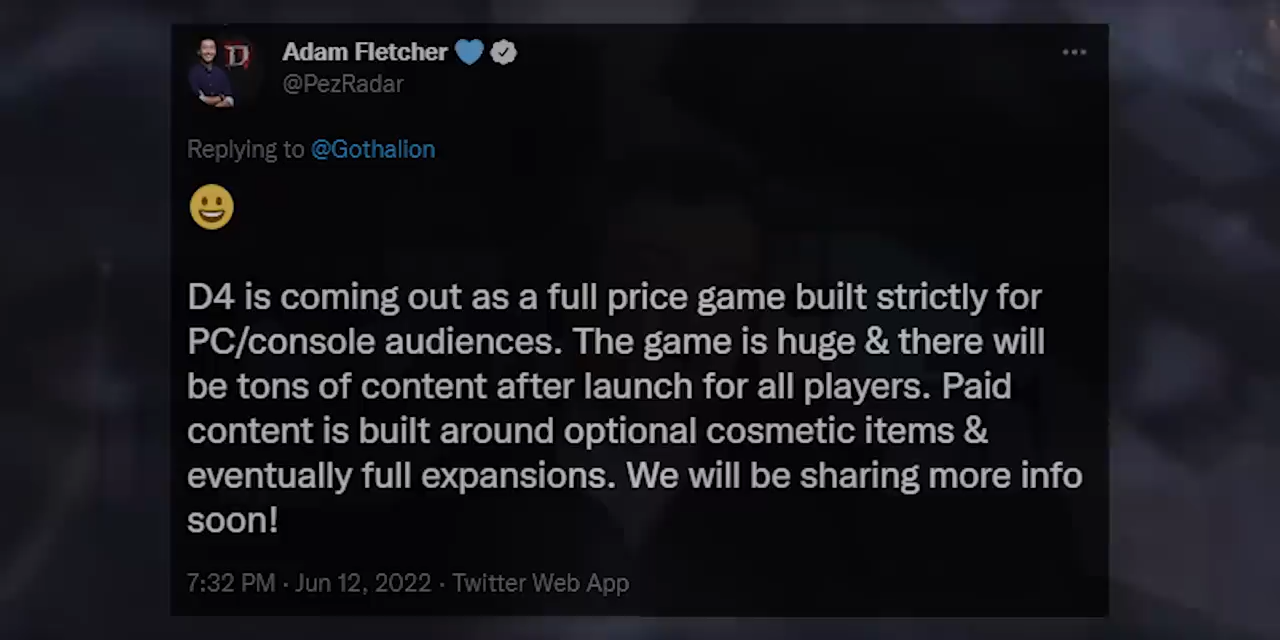 Adam Fletcher
@PezRadar
Replying to @Gothalion
D4 is coming out as a full price game built strictly for
PC/console audiences. The game is huge & there will
be tons of content after launch for all players. Paid
content is built around optional cosmetic items &
eventually full expansions. We will be sharing more info
soon!
7:32 PM · Jun 12, 2022 · Twitter Web App